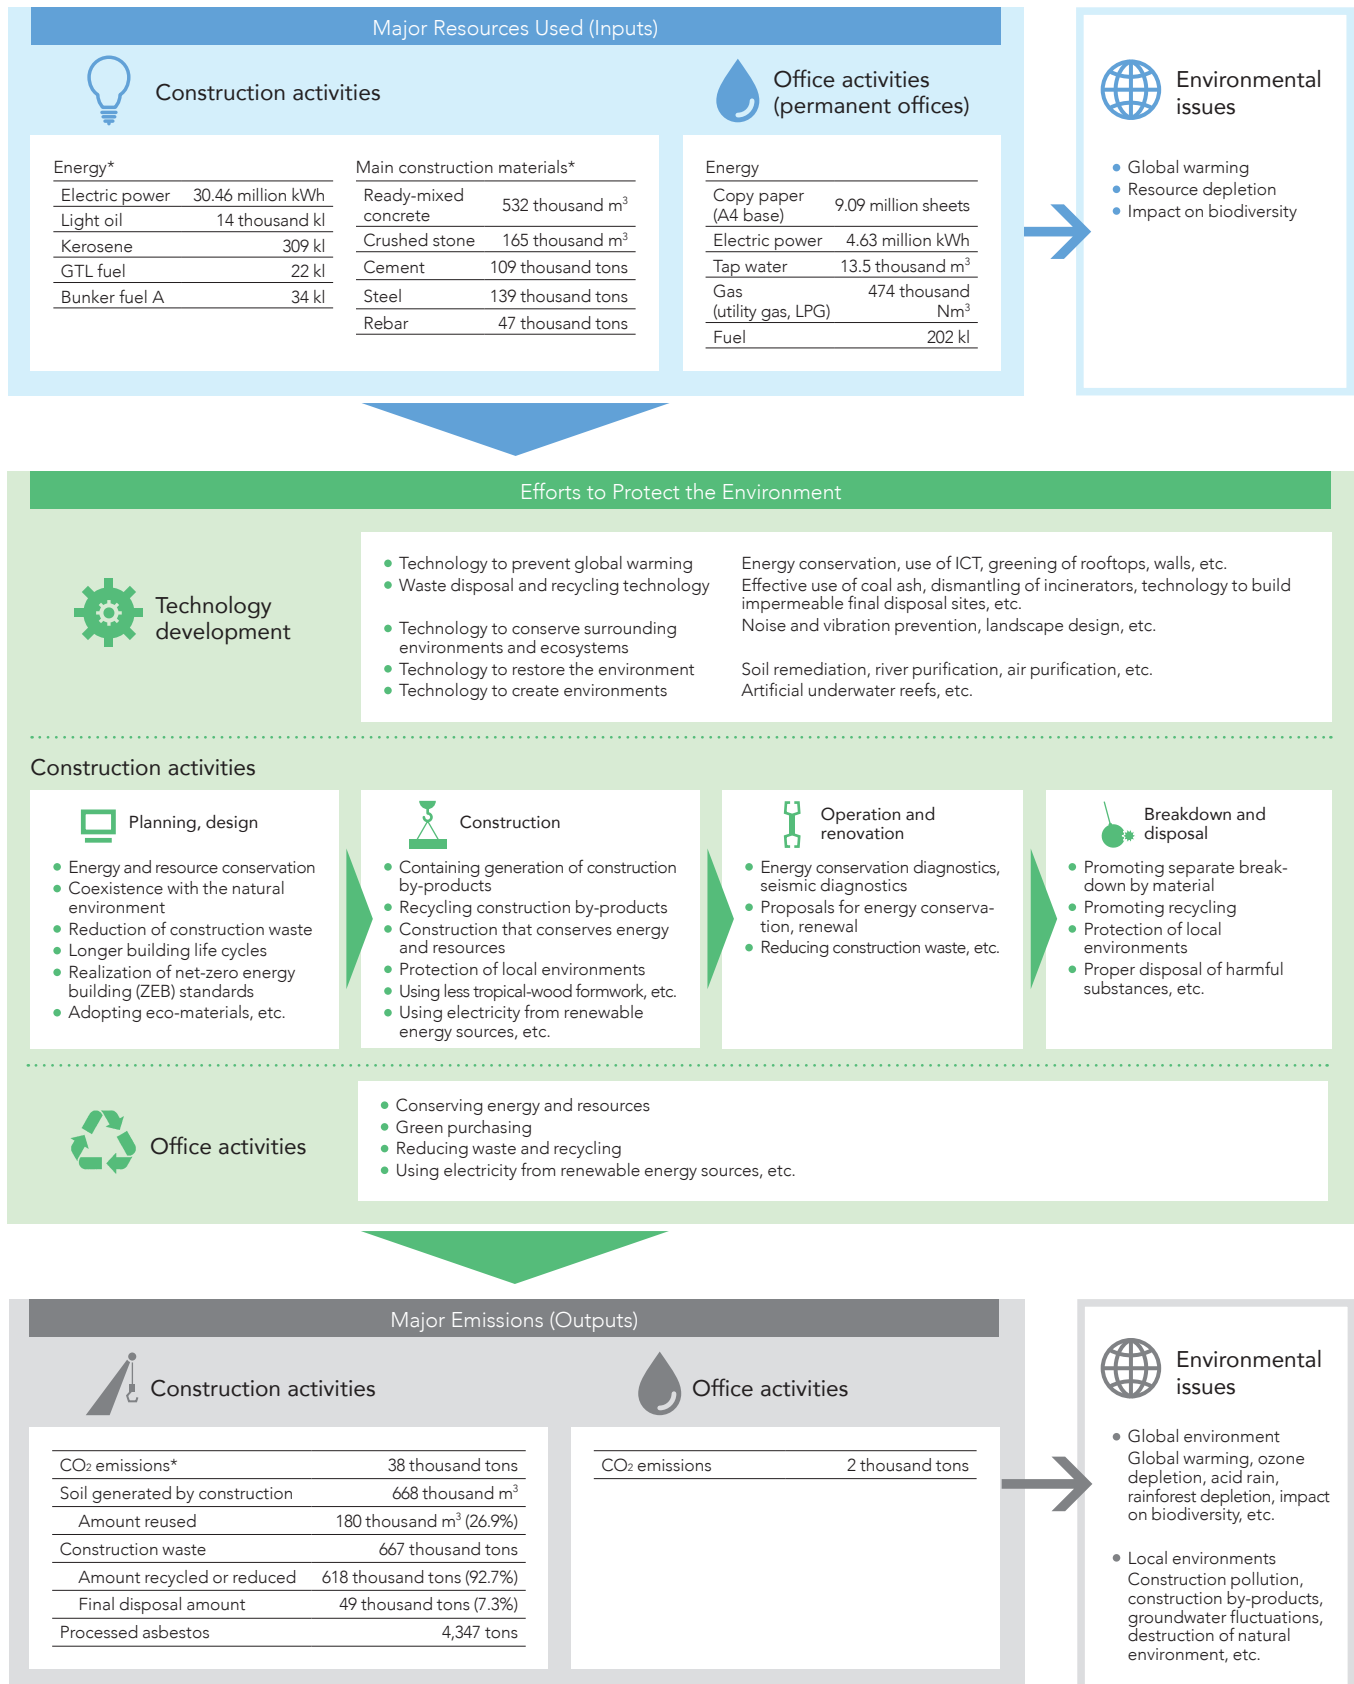 Major Resources Used (Inputs)
Construction activities
Energy*
Electric power 30.46 million kWh
Light oil 14 thousand kl
Kerosene 309 kl
GTL fuel 22 kl
Bunker fuel A 34 kl
Main construction materials*
Ready-mixed
concrete 532 thousand m³
Crushed stone 165 thousand m³
Cement 109 thousand tons
Steel 139 thousand tons
Rebar 47 thousand tons
Office activities
(permanent offices)
Energy
Copy paper
(A4 base) 9.09 million sheets
Electric power 4.63 million kWh
Tap water 13.5 thousand m³
Gas 474 thousand
(utility gas, LPG) Nm³
Fuel 202 kl
Environmental
issues
• Global warming
• Resource depletion
• Impact on biodiversity
Efforts to Protect the Environment
Technology
development
• Technology to prevent global warming Energy conservation, use of ICT, greening of rooftops, walls, etc.
• Waste disposal and recycling technology Effective use of coal ash, dismantling of incinerators, technology to build
impermeable final disposal sites, etc.
• Technology to conserve surrounding Noise and vibration prevention, landscape design, etc.
environments and ecosystems
• Technology to restore the environment Soil remediation, river purification, air purification, etc.
• Technology to create environments Artificial underwater reefs, etc.
Construction activities
Planning, design
• Energy and resource conservation
• Coexistence with the natural
environment
• Reduction of construction waste
• Longer building life cycles
• Realization of net-zero energy
building (ZEB) standards
• Adopting eco-materials, etc.
Construction
• Containing generation of construction
by-products
• Recycling construction by-products
• Construction that conserves energy
and resources
• Protection of local environments
• Using less tropical-wood formwork, etc.
• Using electricity from renewable
energy sources, etc.
Operation and
renovation
• Energy conservation diagnostics,
seismic diagnostics
• Proposals for energy conserva-
tion, renewal
• Reducing construction waste, etc.
Breakdown and
disposal
• Promoting separate break-
down by material
• Promoting recycling
• Protection of local
environments
• Proper disposal of harmful
substances, etc.
Office activities
• Conserving energy and resources
• Green purchasing
• Reducing waste and recycling
• Using electricity from renewable energy sources, etc.
Major Emissions (Outputs)
Construction activities
CO₂ emissions* 38 thousand tons
Soil generated by construction 668 thousand m³
Amount reused 180 thousand m³ (26.9%)
Construction waste 667 thousand tons
Amount recycled or reduced 618 thousand tons (92.7%)
Final disposal amount 49 thousand tons (7.3%)
Processed asbestos 4,347 tons
Office activities
CO₂ emissions 2 thousand tons
Environmental
issues
• Global environment
Global warming, ozone
depletion, acid rain,
rainforest depletion, impact
on biodiversity, etc.
• Local environments
Construction pollution,
construction by-products,
groundwater fluctuations,
destruction of natural
environment, etc.